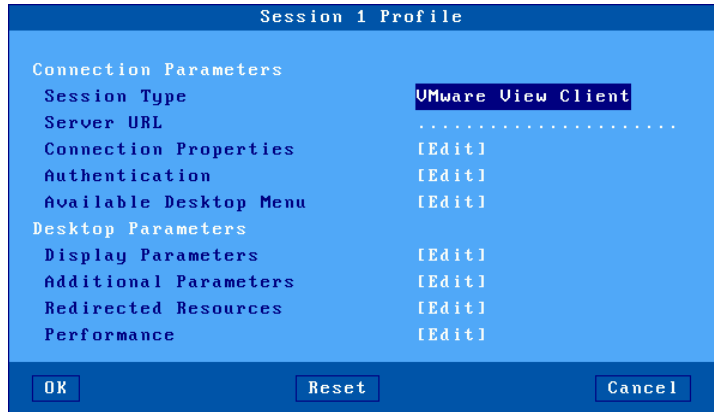 Session 1 Profile
Connection Parameters
Session Type VMware View Client
Server URL ......................
Connection Properties [Edit]
Authentication [Edit]
Available Desktop Menu [Edit]
Desktop Parameters
Display Parameters [Edit]
Additional Parameters [Edit]
Redirected Resources [Edit]
Performance [Edit]
OK Reset Cancel